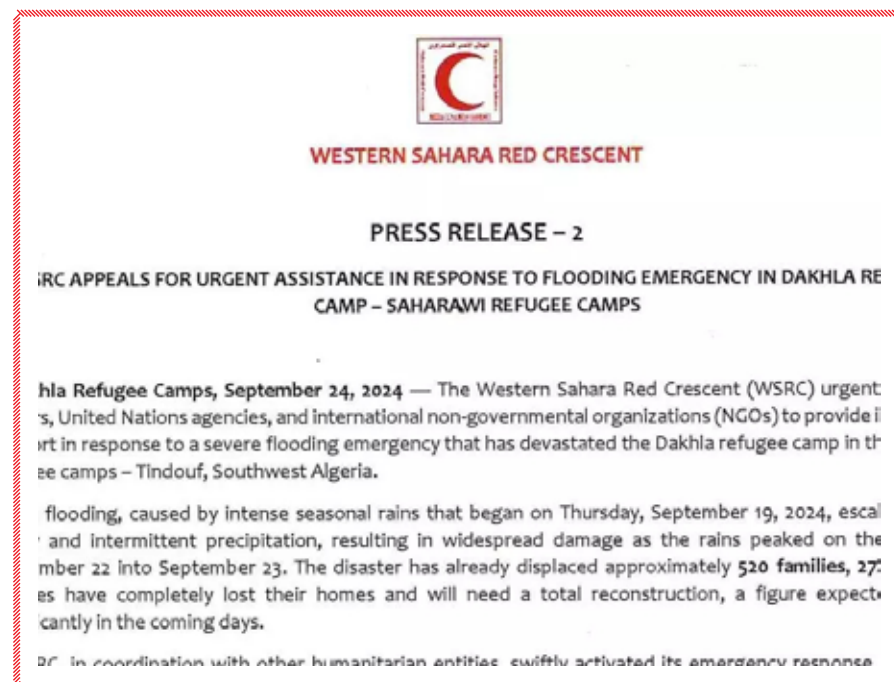 WESTERN SAHARA RED CRESCENT
PRESS RELEASE – 2
SRC APPEALS FOR URGENT ASSISTANCE IN RESPONSE TO FLOODING EMERGENCY IN DAKHLA RE
CAMP – SAHARAWI REFUGEE CAMPS
hla Refugee Camps, September 24, 2024 — The Western Sahara Red Crescent (WSRC) urgent
s, United Nations agencies, and international non-governmental organizations (NGOs) to provide i
rt in response to a severe flooding emergency that has devastated the Dakhla refugee camp in th
ee camps – Tindouf, Southwest Algeria.
flooding, caused by intense seasonal rains that began on Thursday, September 19, 2024, escal
and intermittent precipitation, resulting in widespread damage as the rains peaked on the
mber 22 into September 23. The disaster has already displaced approximately 520 families, 27
es have completely lost their homes and will need a total reconstruction, a figure expect
cantly in the coming days.
RC, in coordination with other humanitarian entities, swiftly activated its emergency response